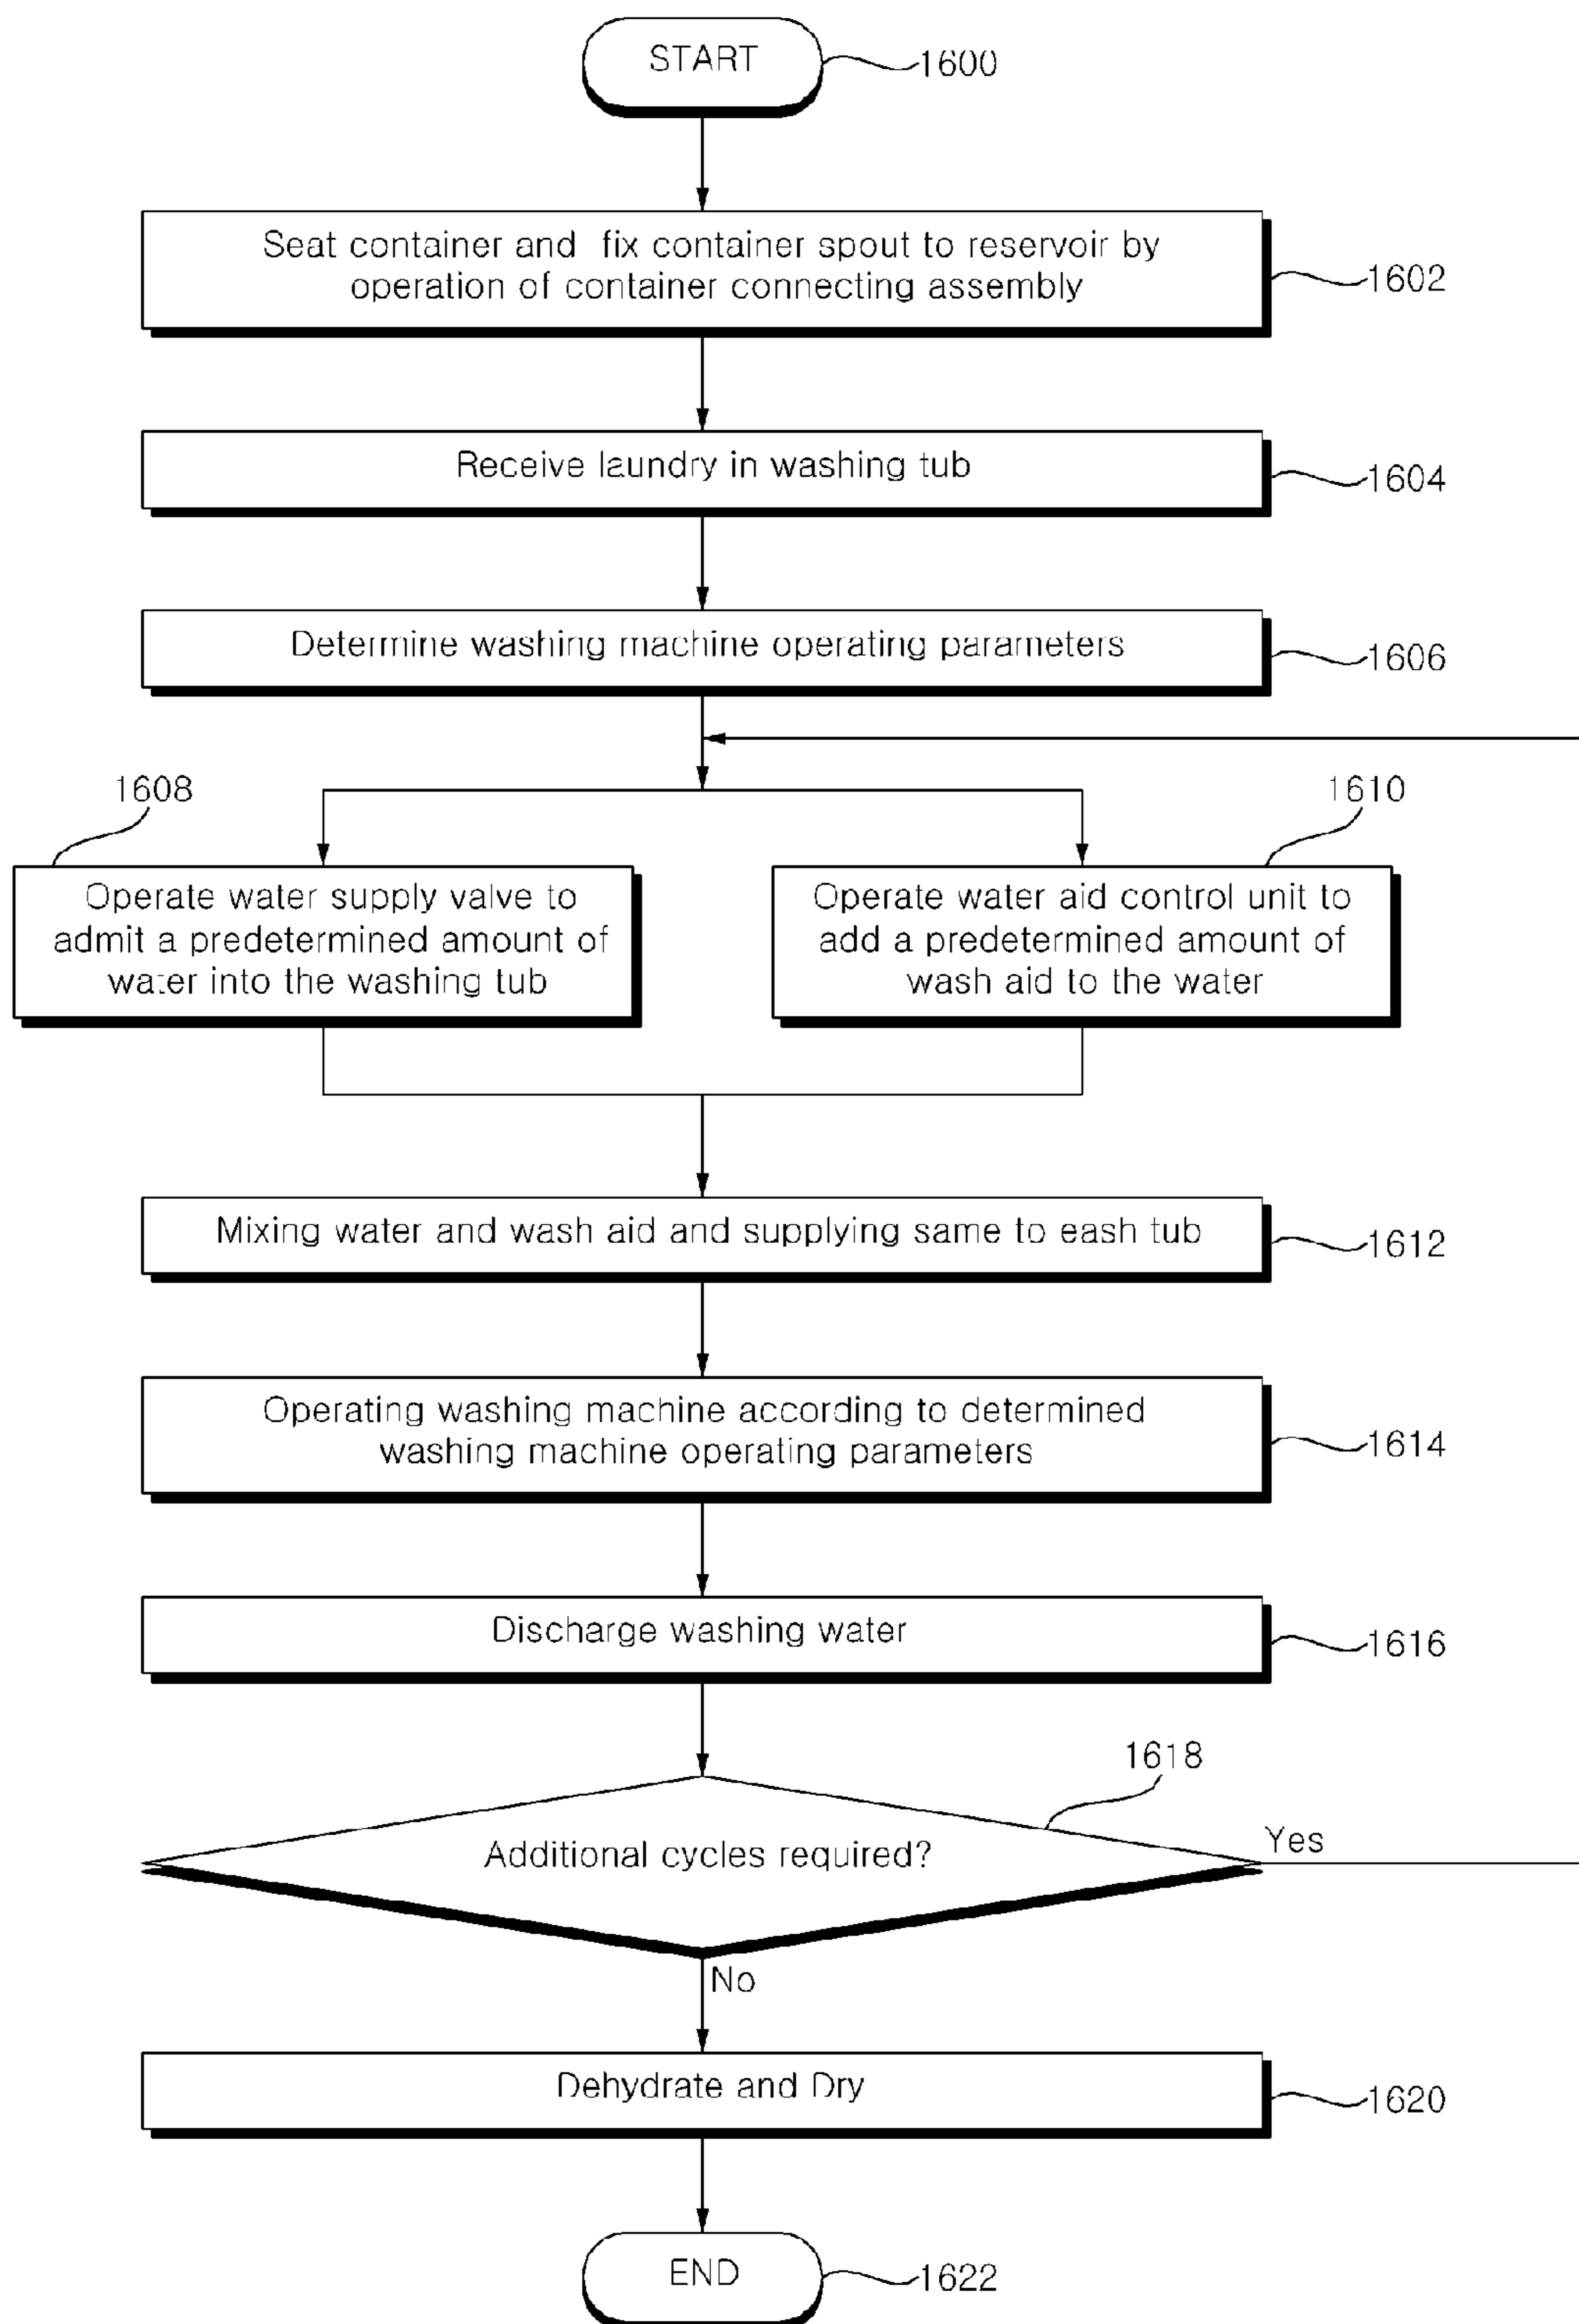 START
1600
Seat container and fix container spout to reservoir by
operation of container connecting assembly
1602
Receive laundry in washing tub
1604
Determine washing machine operating parameters
1606
1608
Operate water supply valve to
admit a predetermined amount of
water into the washing tub
1610
Operate water aid control unit to
add a predetermined amount of
wash aid to the water
Mixing water and wash aid and supplying same to eash tub
1612
Operating washing machine according to determined
washing machine operating parameters
1614
Discharge washing water
1616
1618
Additional cycles required?
Yes
No
Dehydrate and Dry
1620
END
1622